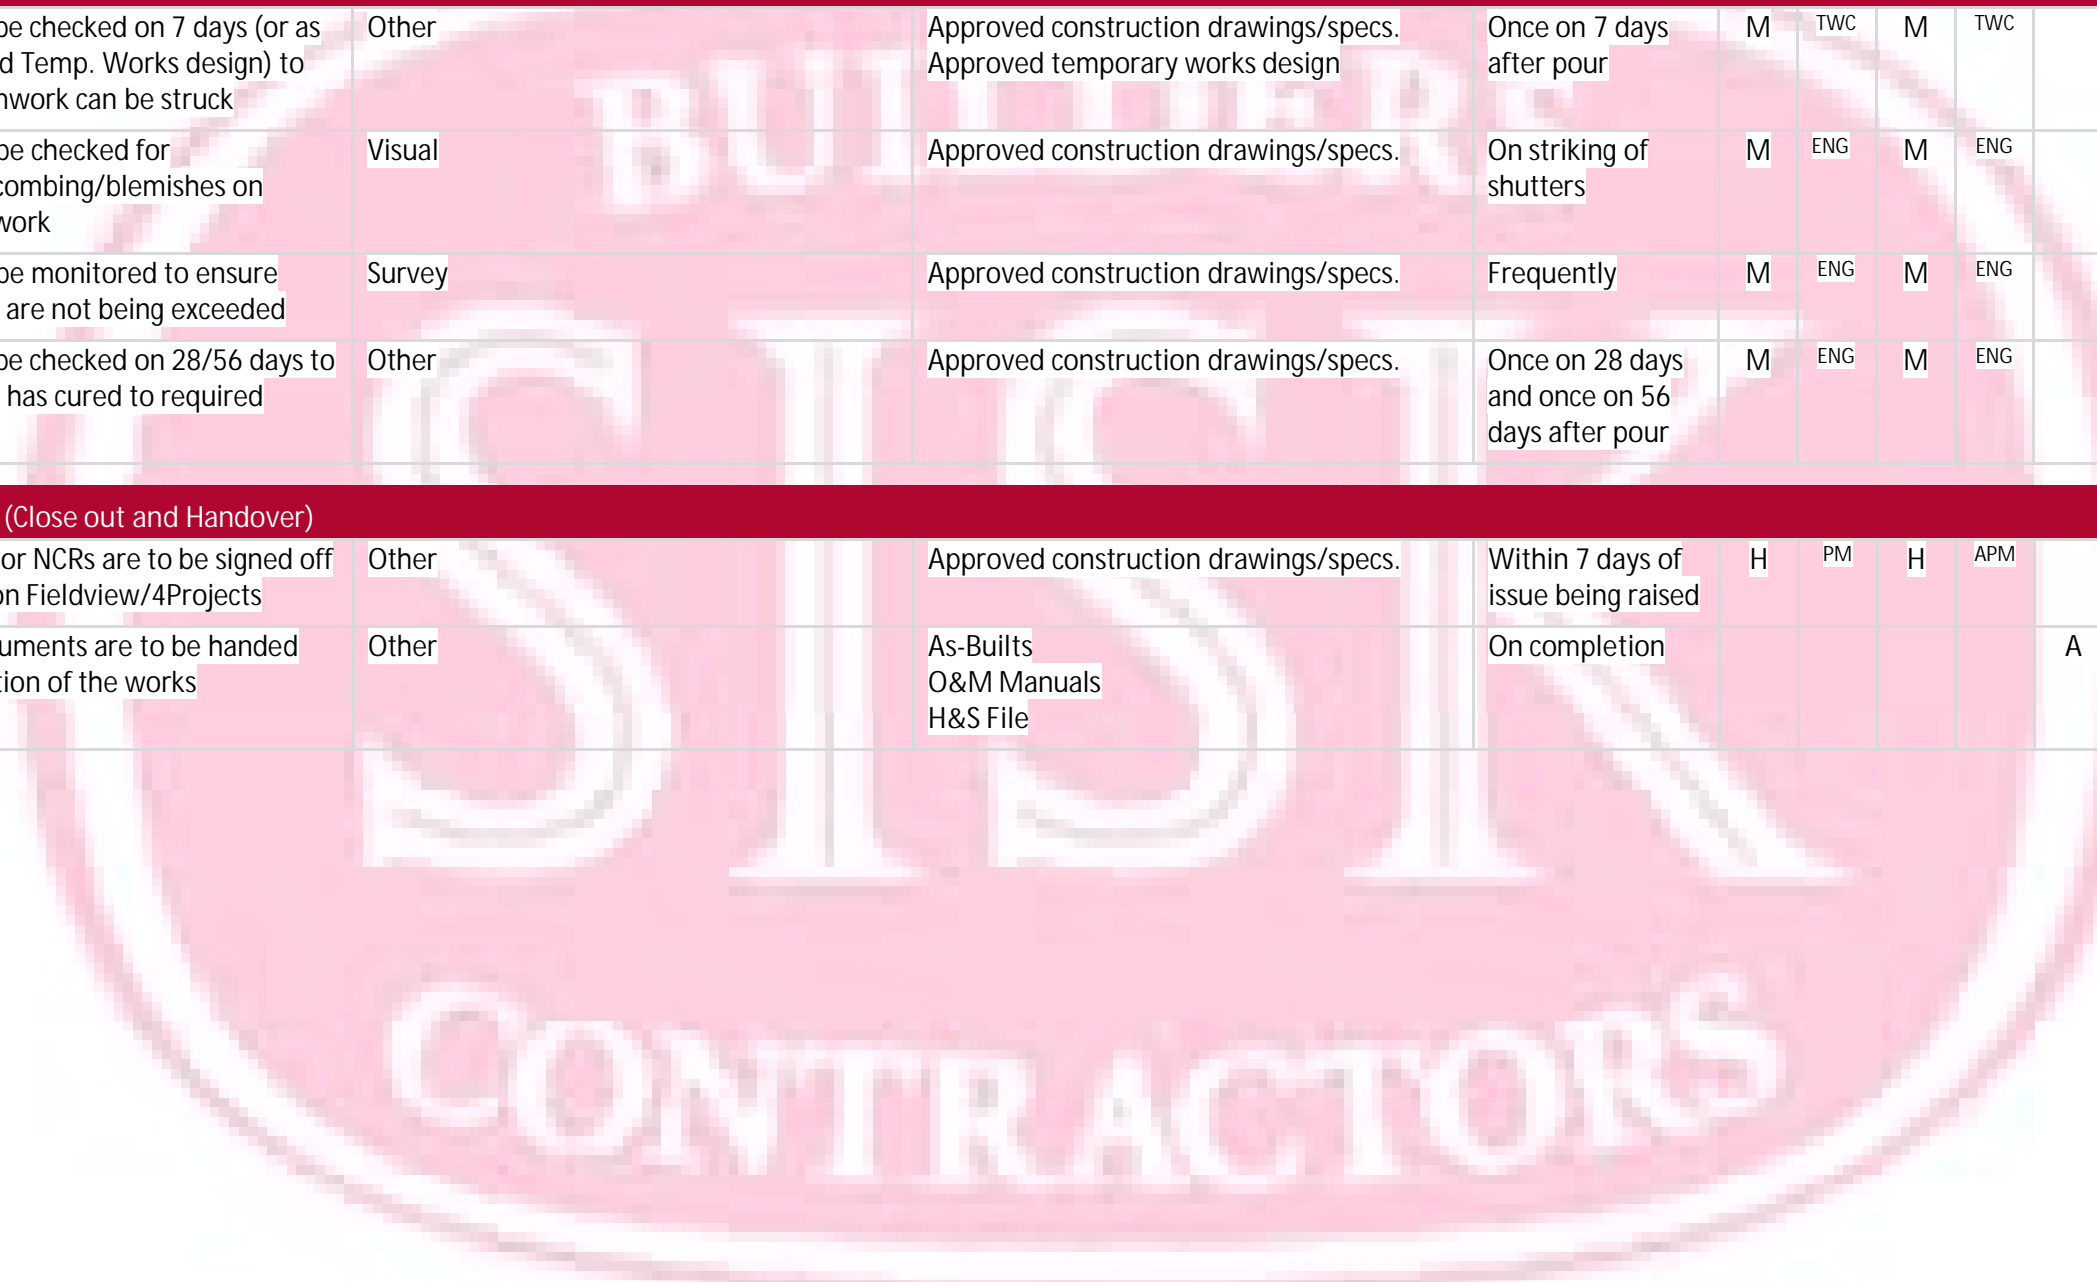 be checked on 7 days (or as
d Temp. Works design) to
nwork can be struck
Other
Approved construction drawings/specs.
Approved temporary works design
Once on 7 days
after pour
M
TWC
M
TWC
be checked for
combing/blemishes on
work
Visual
Approved construction drawings/specs.
On striking of
shutters
M
ENG
M
ENG
be monitored to ensure
are not being exceeded
Survey
Approved construction drawings/specs.
Frequently
M
ENG
M
ENG
be checked on 28/56 days to
has cured to required
Other
Approved construction drawings/specs.
Once on 28 days
and once on 56
days after pour
M
ENG
M
ENG
(Close out and Handover)
or NCRs are to be signed off
on Fieldview/4Projects
Other
Approved construction drawings/specs.
Within 7 days of
issue being raised
H
PM
H
APM
uments are to be handed
tion of the works
Other
As-Builts
O&M Manuals
H&S File
On completion
A
BUILDERS
SISK
CONTRACTORS